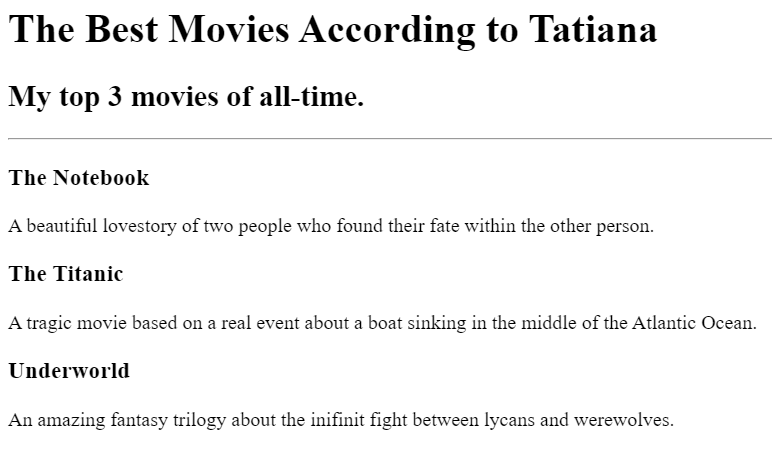 The Best Movies According to Tatiana
My top 3 movies of all-time.
The Notebook
A beautiful lovestory of two people who found their fate within the other person.
The Titanic
A tragic movie based on a real event about a boat sinking in the middle of the Atlantic Ocean.
Underworld
An amazing fantasy trilogy about the inifinit fight between lycans and werewolves.